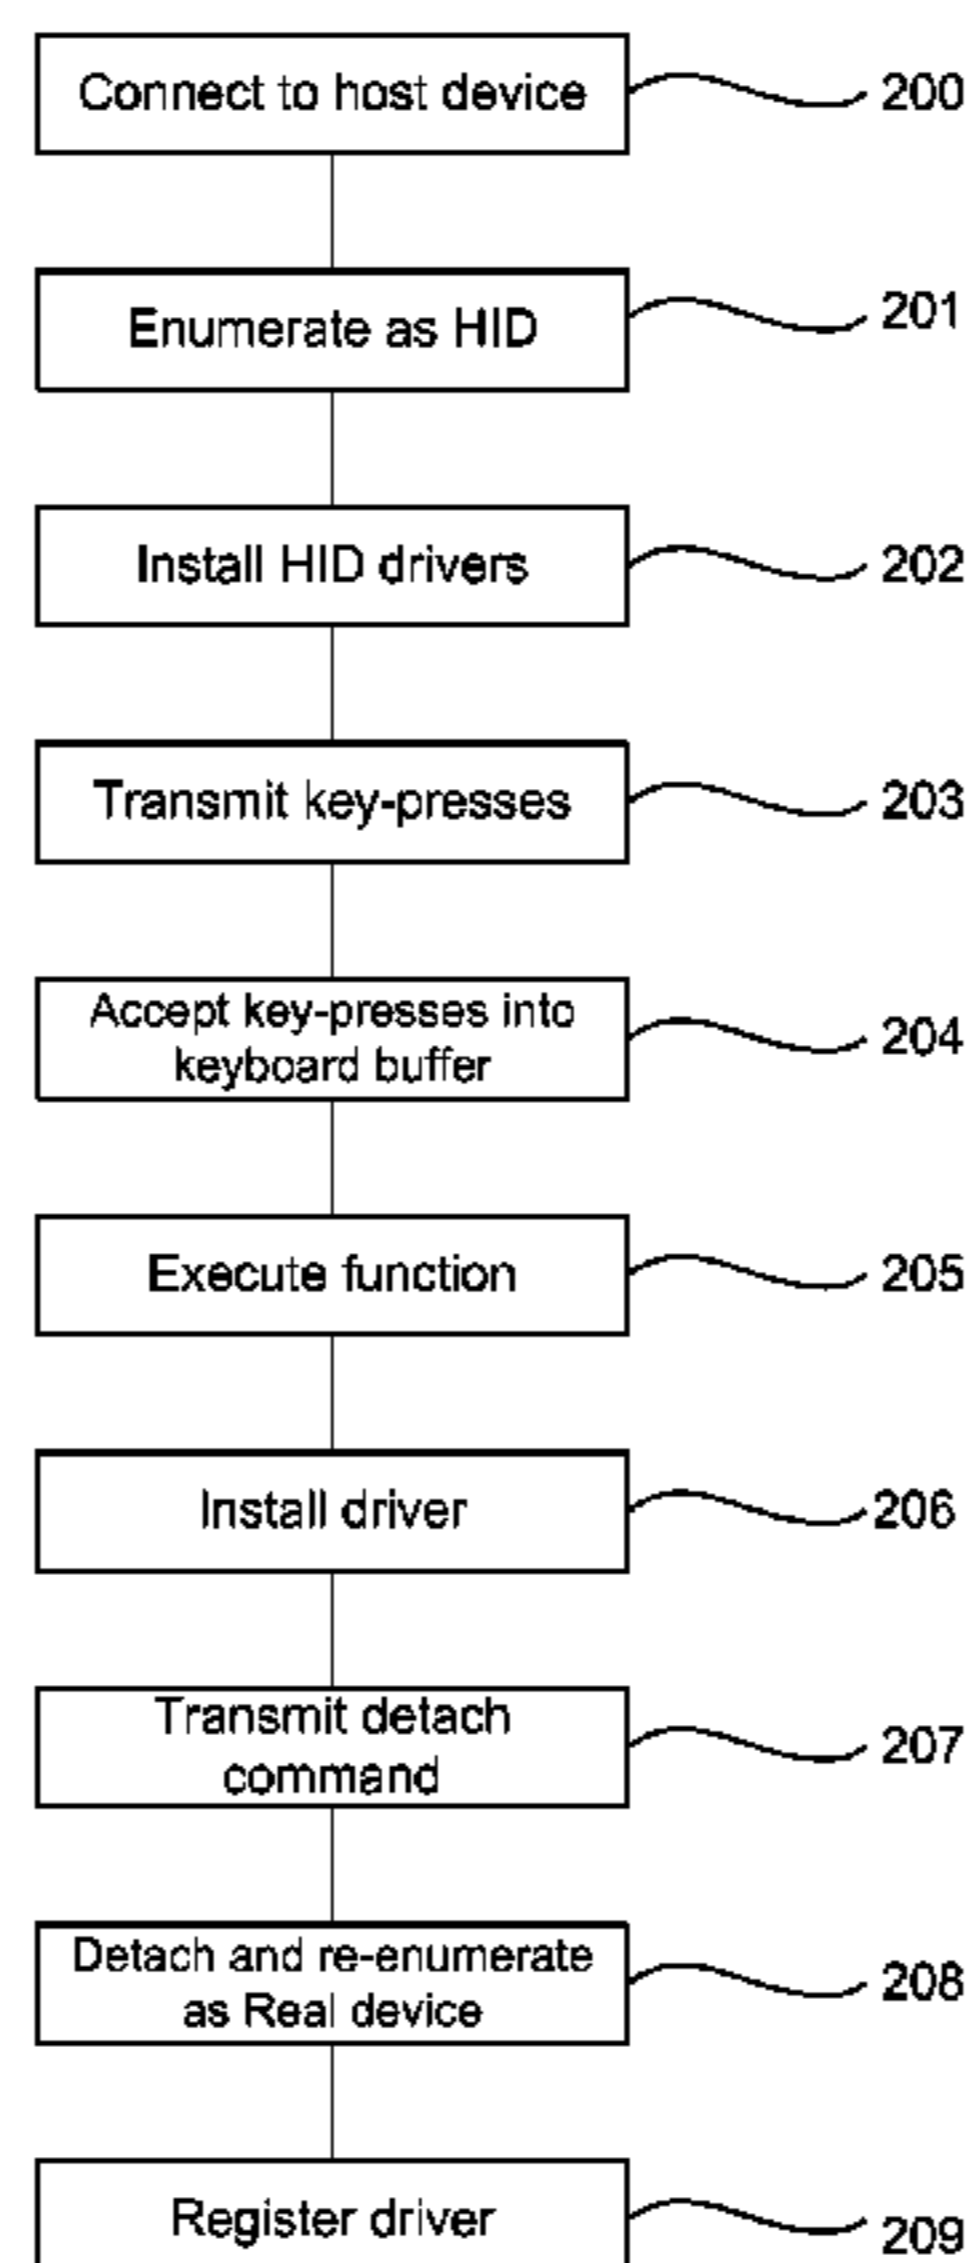 Connect to host device 200
Enumerate as HID 201
Install HID drivers 202
Transmit key-presses 203
Accept key-presses into
keyboard buffer 204
Execute function 205
Install driver 206
Transmit detach
command 207
Detach and re-enumerate
as Real device 208
Register driver 209